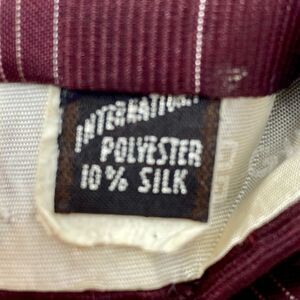 INTERNATIONAL
POLYESTER
10% SILK